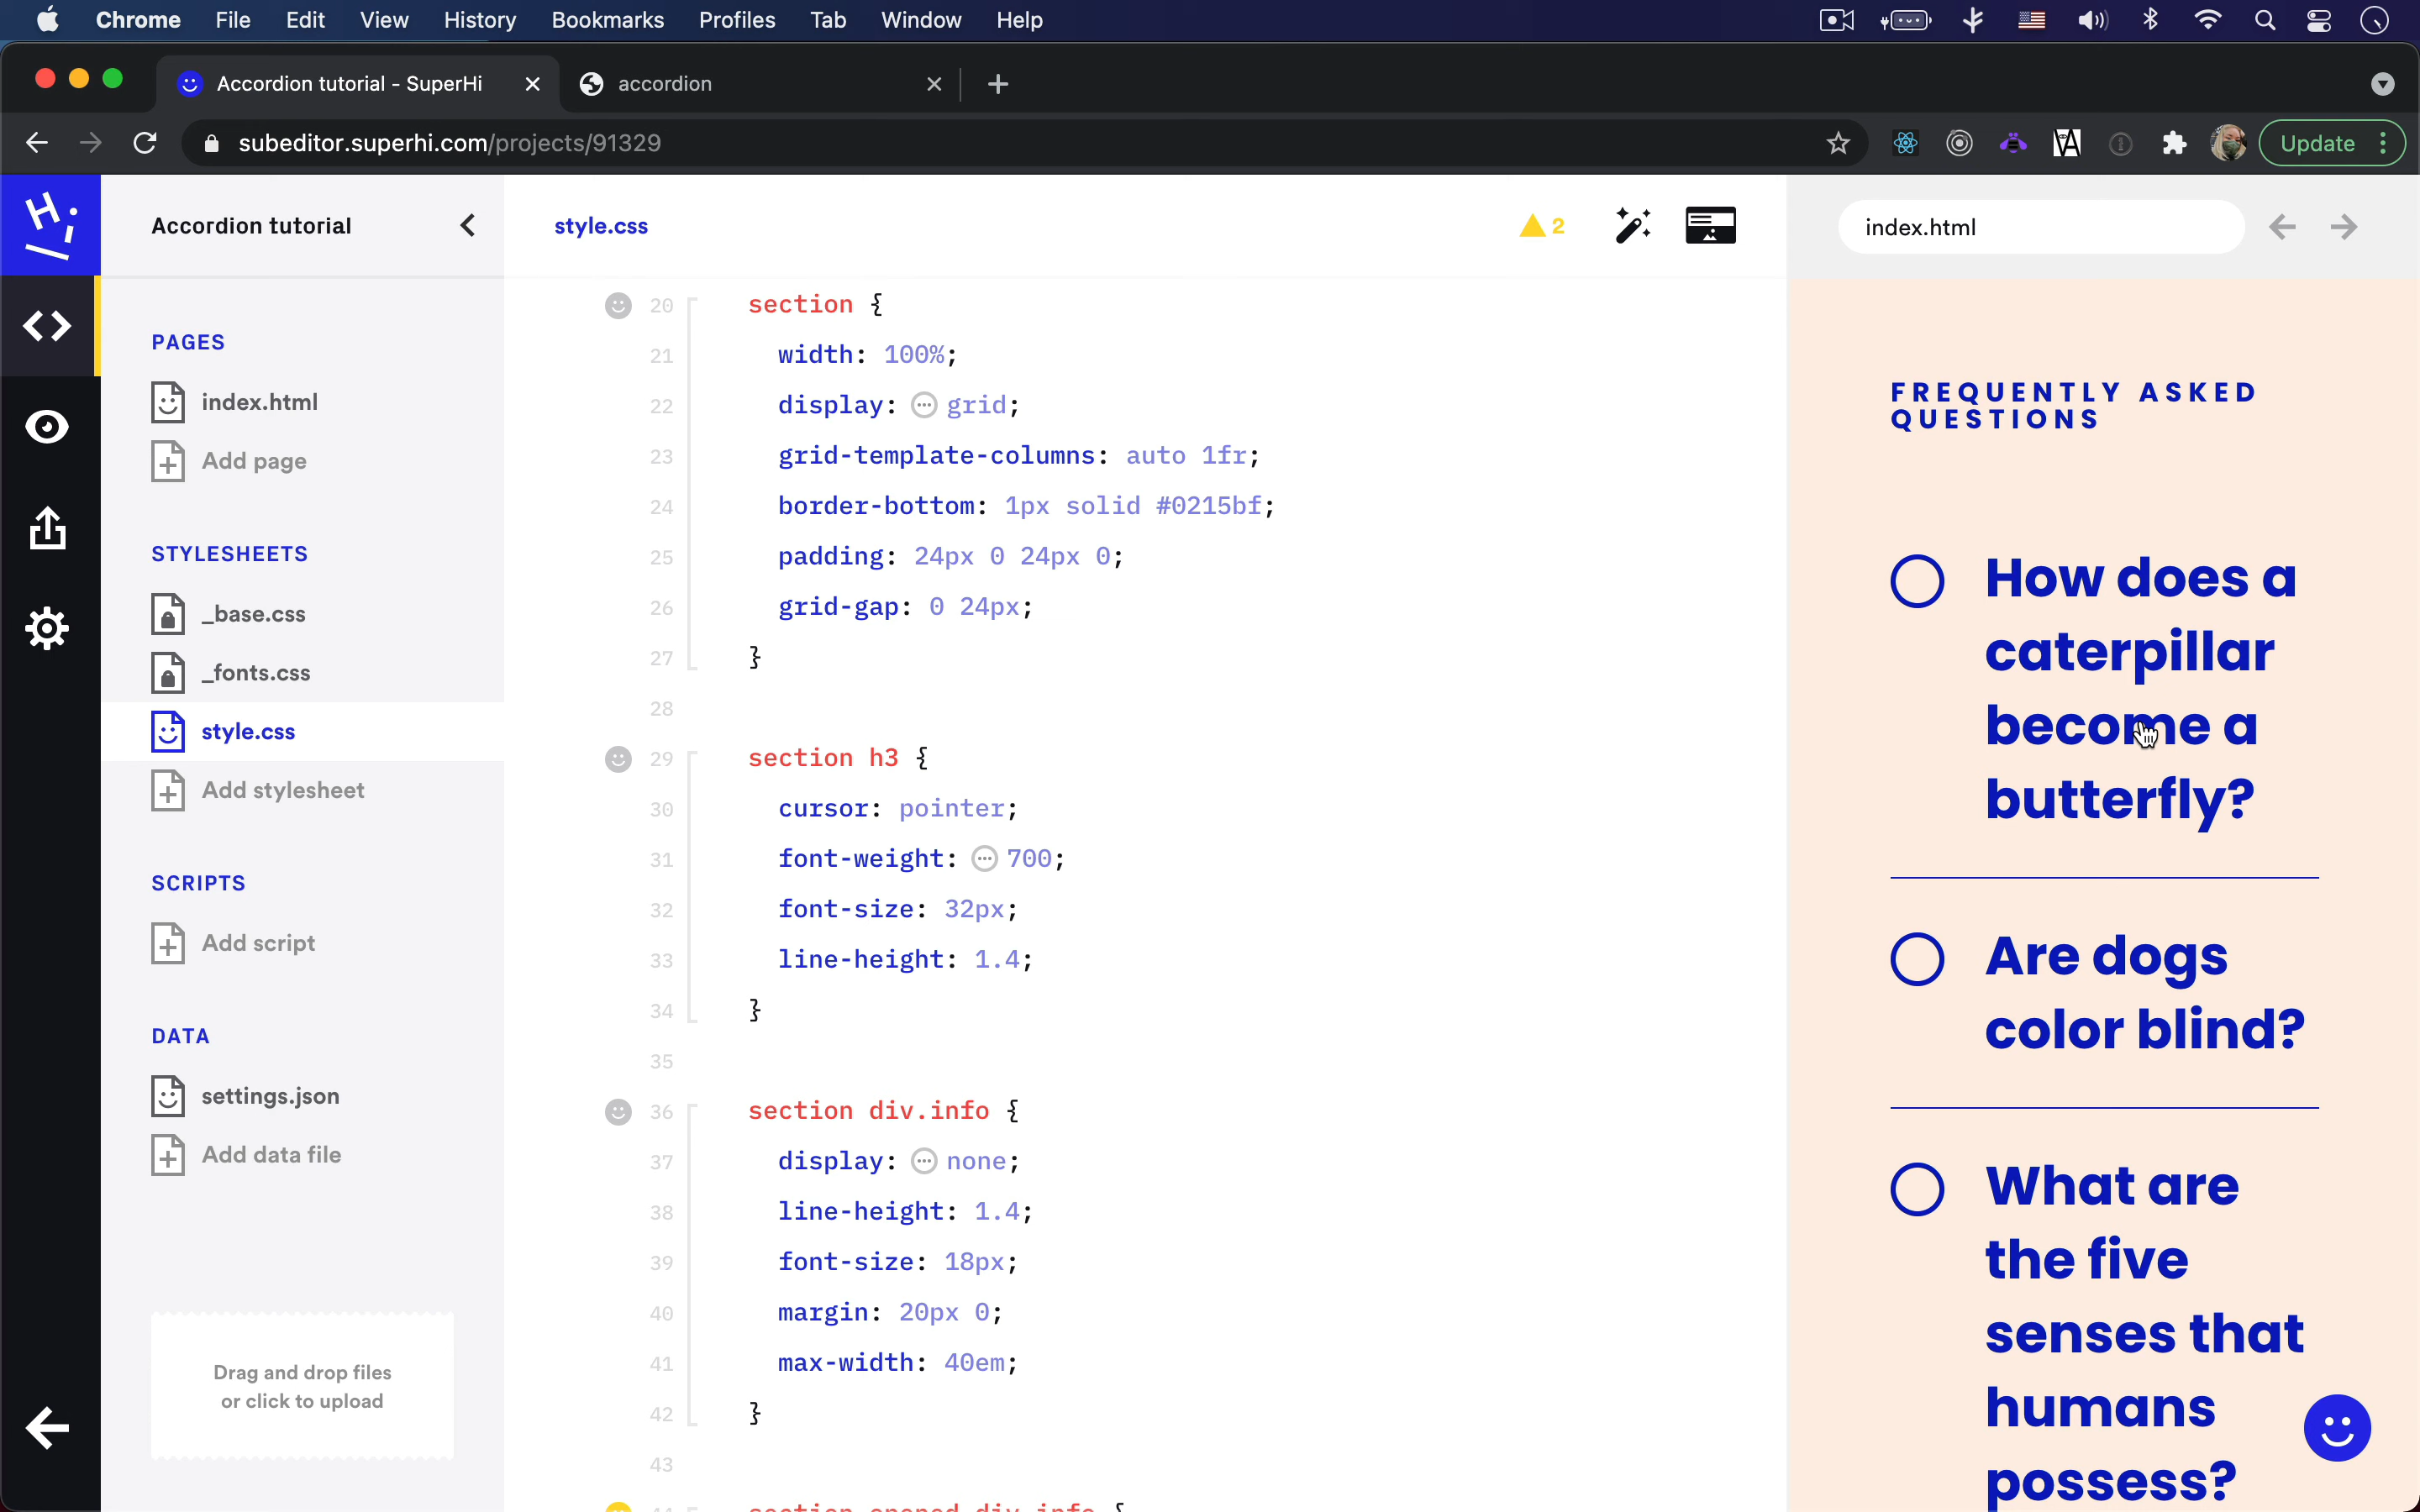 Chrome File Edit View History Bookmarks Profiles Tab Window Help
Accordion tutorial - SuperHi
accordion
subeditor.superhi.com/projects/91329
Update
Accordion tutorial
style.css
2
index.html
PAGES
index.html
Add page
STYLESHEETS
_base.css
_fonts.css
style.css
Add stylesheet
SCRIPTS
Add script
DATA
settings.json
Add data file
Drag and drop files
or click to upload
20 section {
21 width: 100%;
22 display: grid;
23 grid-template-columns: auto 1fr;
24 border-bottom: 1px solid #0215bf;
25 padding: 24px 0 24px 0;
26 grid-gap: 0 24px;
27 }
28
29 section h3 {
30 cursor: pointer;
31 font-weight: 700;
32 font-size: 32px;
33 line-height: 1.4;
34 }
35
36 section div.info {
37 display: none;
38 line-height: 1.4;
39 font-size: 18px;
40 margin: 20px 0;
41 max-width: 40em;
42 }
43
FREQUENTLY ASKED
QUESTIONS
How does a
caterpillar
become a
butterfly?
Are dogs
color blind?
What are
the five
senses that
humans
possess?